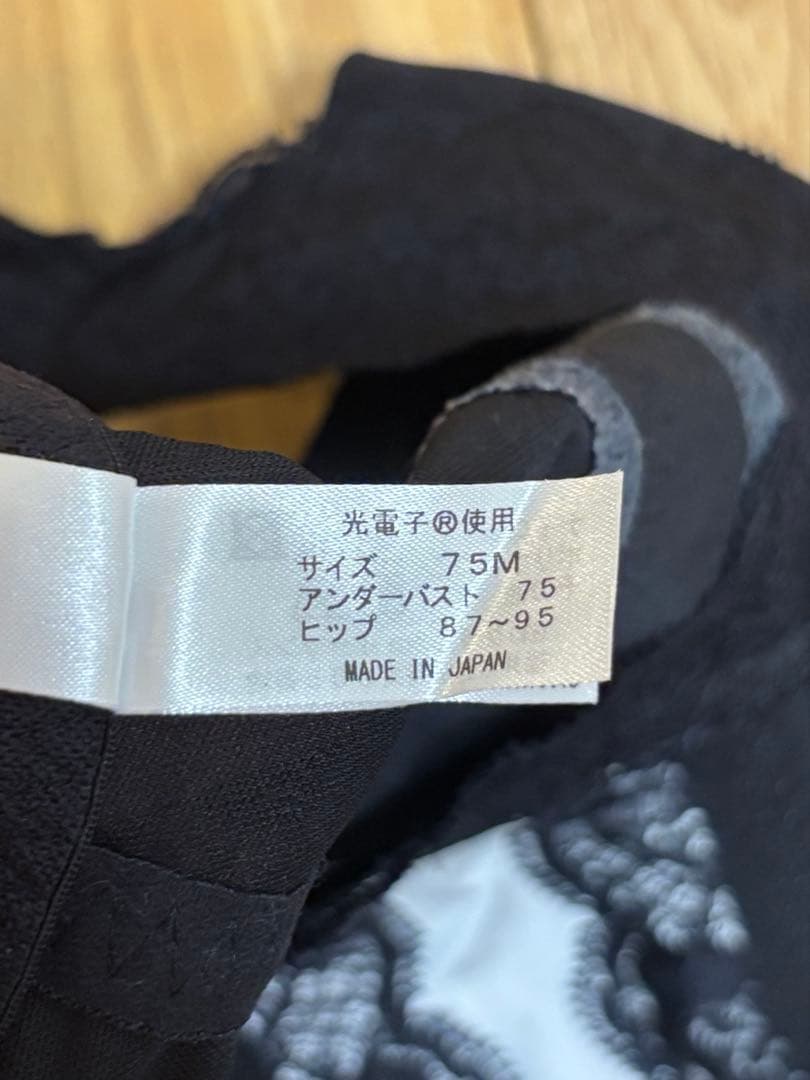 光電子®使用
サイズ 75M
アンダーバスト 75
ヒップ 87~95
MADE IN JAPAN